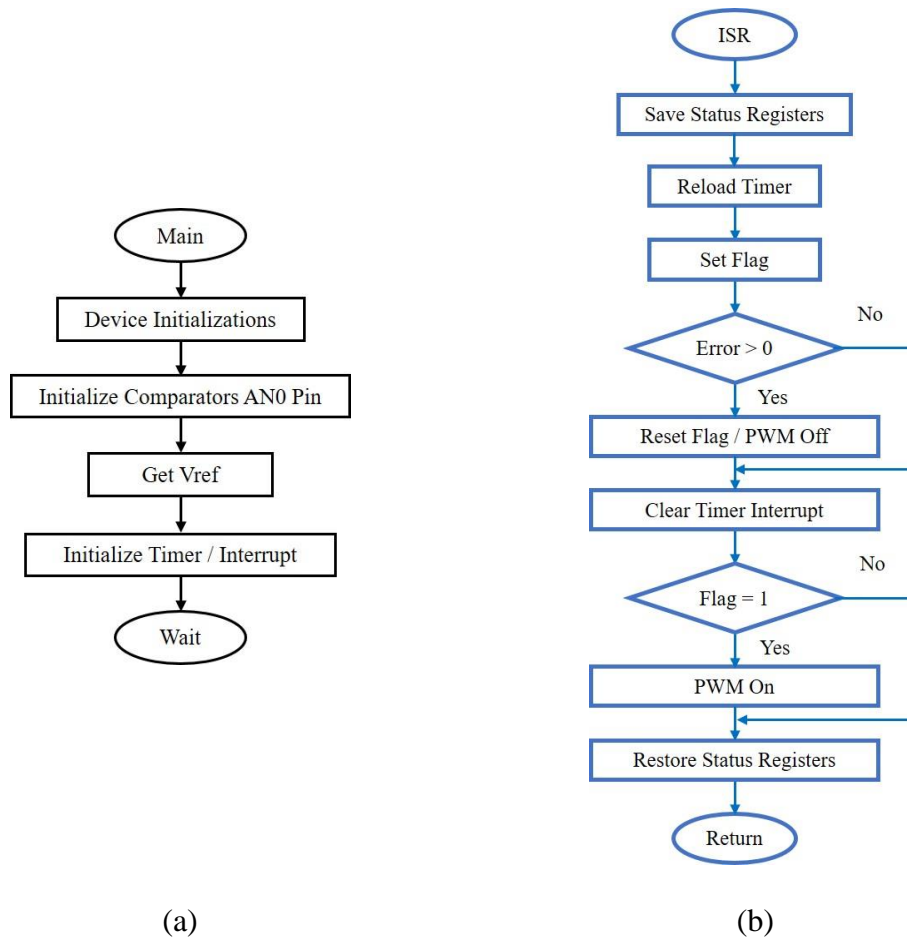 Main
Device Initializations
Initialize Comparators AN0 Pin
Get Vref
Initialize Timer / Interrupt
Wait
(a)
ISR
Save Status Registers
Reload Timer
Set Flag
Error > 0
No
Yes
Reset Flag / PWM Off
Clear Timer Interrupt
Flag = 1
No
Yes
PWM On
Restore Status Registers
Return
(b)